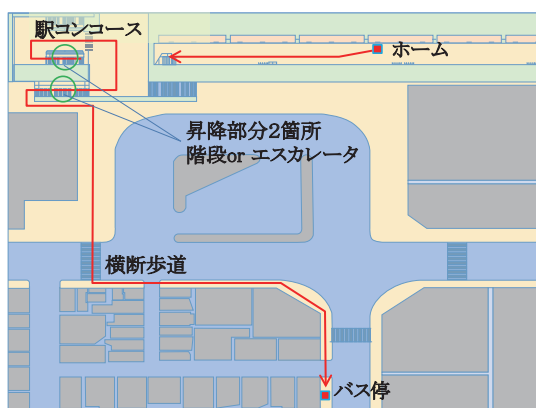 駅コンコース
ホーム
昇降部分2箇所
階段or エスカレータ
横断歩道
バス停